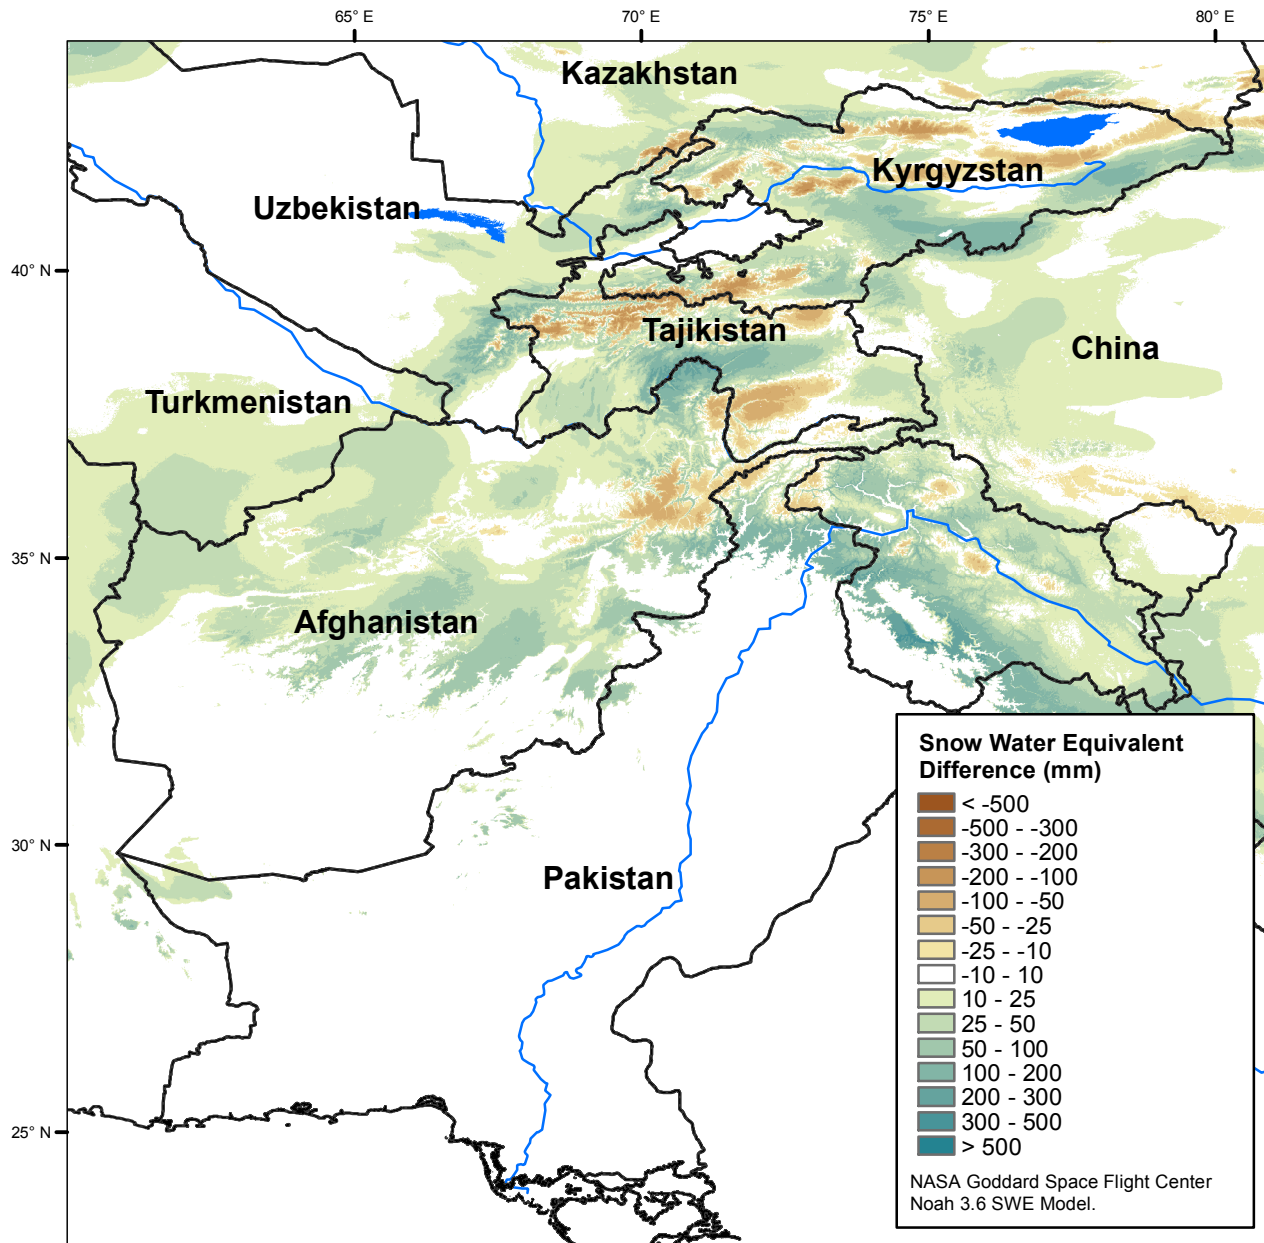 65° E
70° E
75° E
80° E
Kazakhstan
Kyrgyzstan
Uzbekistan
40° N
Tajikistan
China
Turkmenistan
35° N
Afghanistan
Snow Water Equivalent
Difference (mm)
< -500
-500 - -300
-300 - -200
-200 - -100
-100 - -50
-50 - -25
-25 - -10
-10 - 10
10 - 25
25 - 50
50 - 100
100 - 200
200 - 300
300 - 500
> 500
NASA Goddard Space Flight Center
Noah 3.6 SWE Model.
30° N
Pakistan
25° N